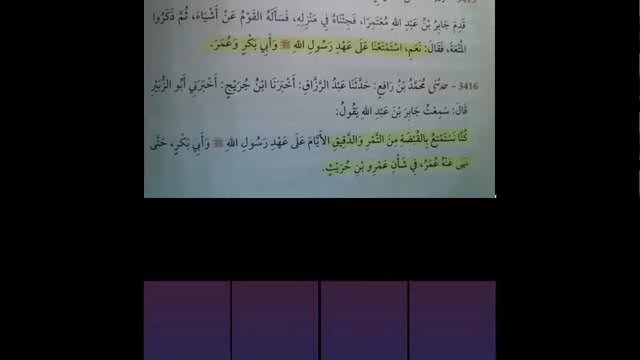 قَدِمَ جَابِرُ بْنُ عَبْدِ اللهِ مُعْتَمِرًا، فَجِئْنَاهُ فِي مَنْزِلِهِ، فَسَأَلَهُ الْقَوْمُ عَنْ أَشْيَاءَ، ثُمَّ ذَكَرُوا
الْمُتْعَةَ، فَقَالَ: نَعَمِ، اسْتَمْتَعْنَا عَلَى عَهْدِ رَسُولِ اللهِ ﷺ وَأَبِي بَكْرٍ وَعُمَرَ.
3416 - حَدَّثَنِي مُحَمَّدُ بْنُ رَافِعٍ: حَدَّثَنَا عَبْدُ الرَّزَّاقِ: أَخْبَرَنَا ابْنُ جُرَيْجٍ: أَخْبَرَنِي أَبُو الزُّبَيْرِ
قَالَ: سَمِعْتُ جَابِرَ بْنَ عَبْدِ اللهِ يَقُولُ:
كُنَّا نَسْتَمْتِعُ بِالْقُبْضَةِ مِنَ التَّمْرِ وَالدَّقِيقِ الْأَيَّامَ عَلَى عَهْدِ رَسُولِ اللهِ ﷺ وَأَبِي بَكْرٍ، حَتَّى
نَهَى عَنْهُ عُمَرُ، فِي شَأْنِ عَمْرِو بْنِ حُرَيْثٍ.